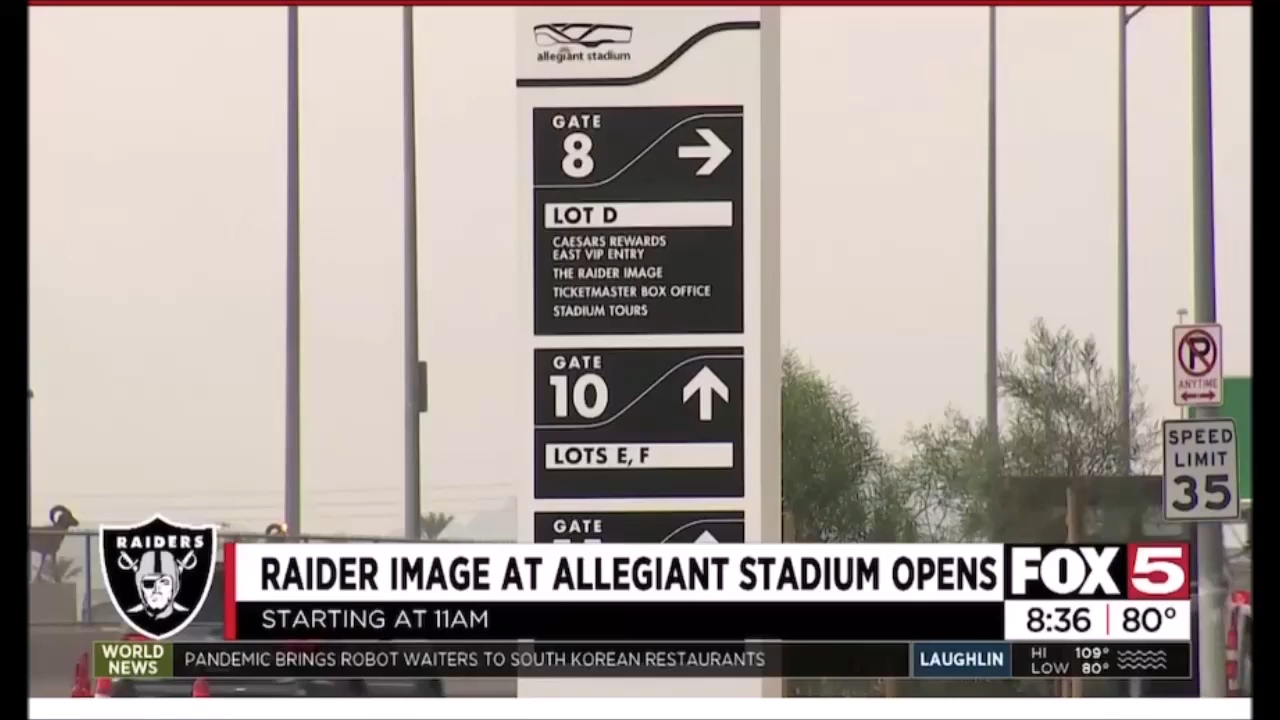 allegiant stadium
GATE
8
LOT D
CAESARS REWARDS
EAST VIP ENTRY
THE RAIDER IMAGE
TICKETMASTER BOX OFFICE
STADIUM TOURS
GATE
10
LOTS E, F
GATE
P
ANYTIME
SPEED
LIMIT
35
RAIDERS
RAIDER IMAGE AT ALLEGIANT STADIUM OPENS
STARTING AT 11AM
FOX 5
8:36 80°
WORLD
NEWS
PANDEMIC BRINGS ROBOT WAITERS TO SOUTH KOREAN RESTAURANTS
LAUGHLIN
HI 109°
LOW 80°